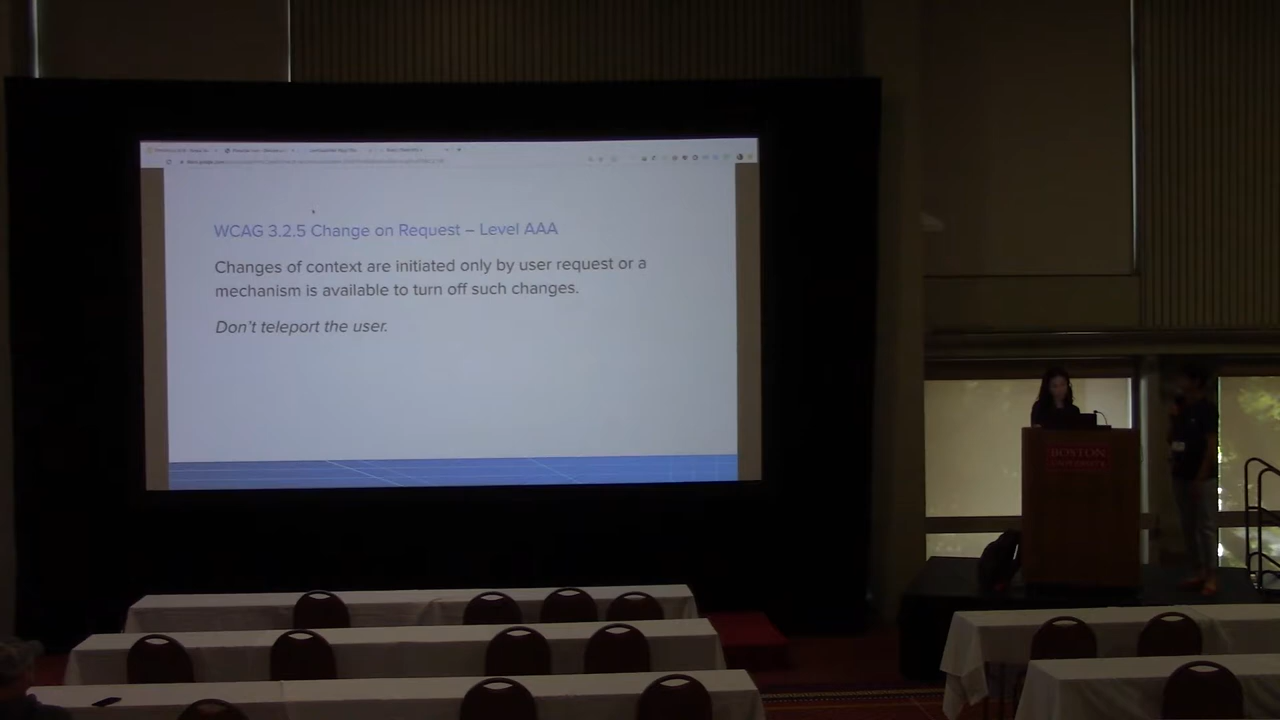 WCAG 3.2.5 Change on Request – Level AAA
Changes of context are initiated only by user request or a
mechanism is available to turn off such changes.
Don't teleport the user.
BOSTON
UNIVERSITY